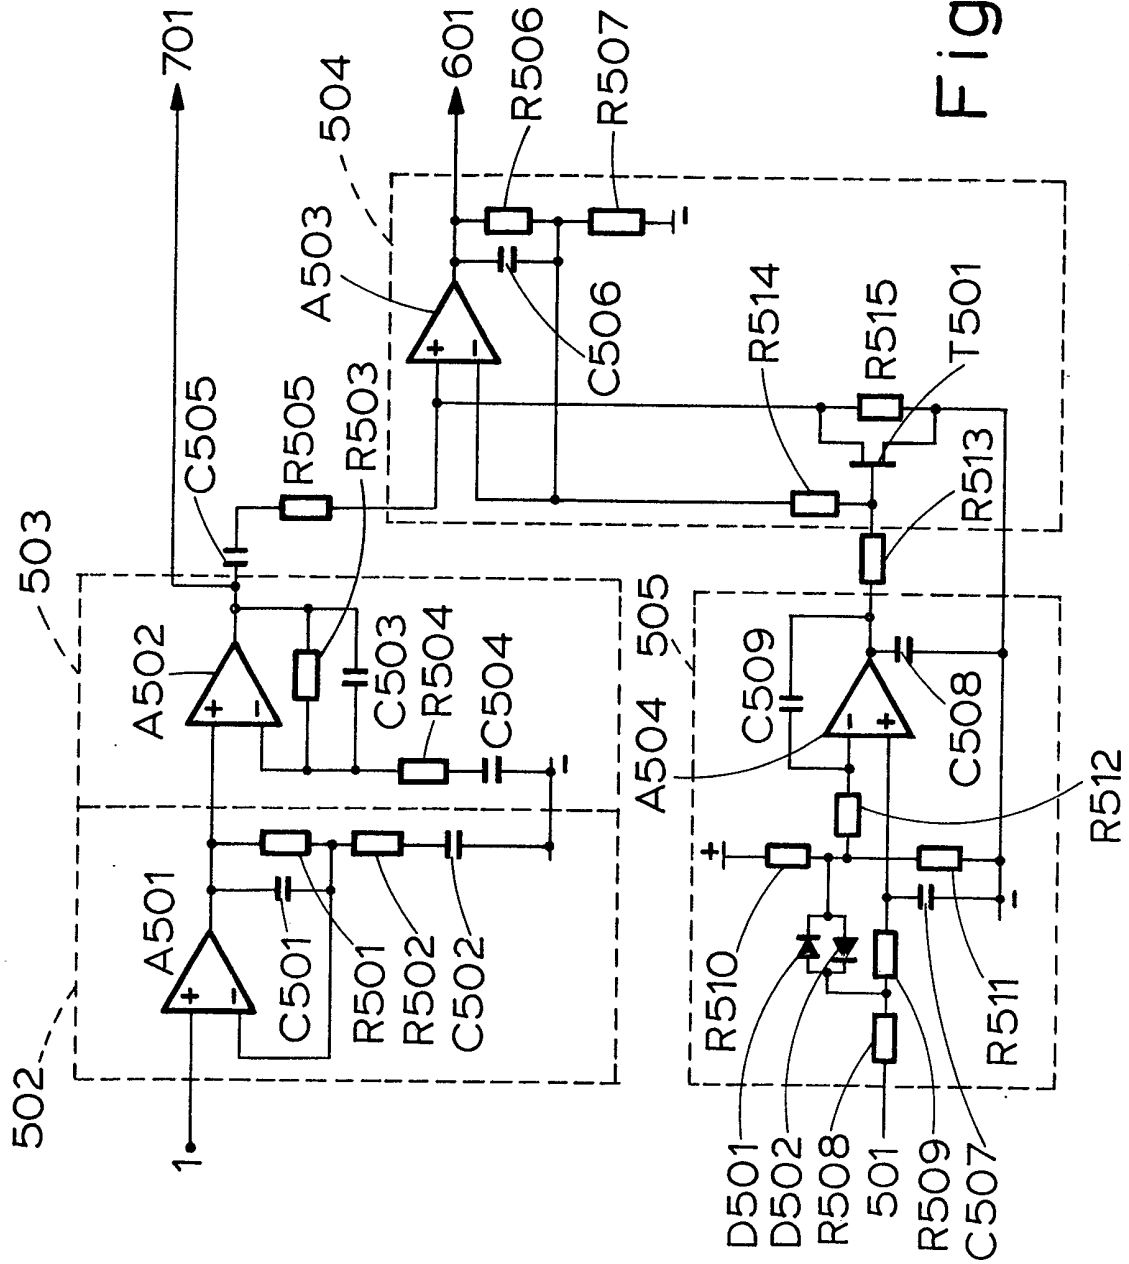 701
601
R506
R507
504
A503
C506
R514
R515
T501
R513
C505
R505
R503
503
A502
C503
R504
C504
505
C509
A504
C508
R512
502
A501
C501
R501
R502
C502
1
R510
R511
D501
D502
R508
501
R509
C507
+
-
+
-
+
-
-
+
+
-
-
-
Fig